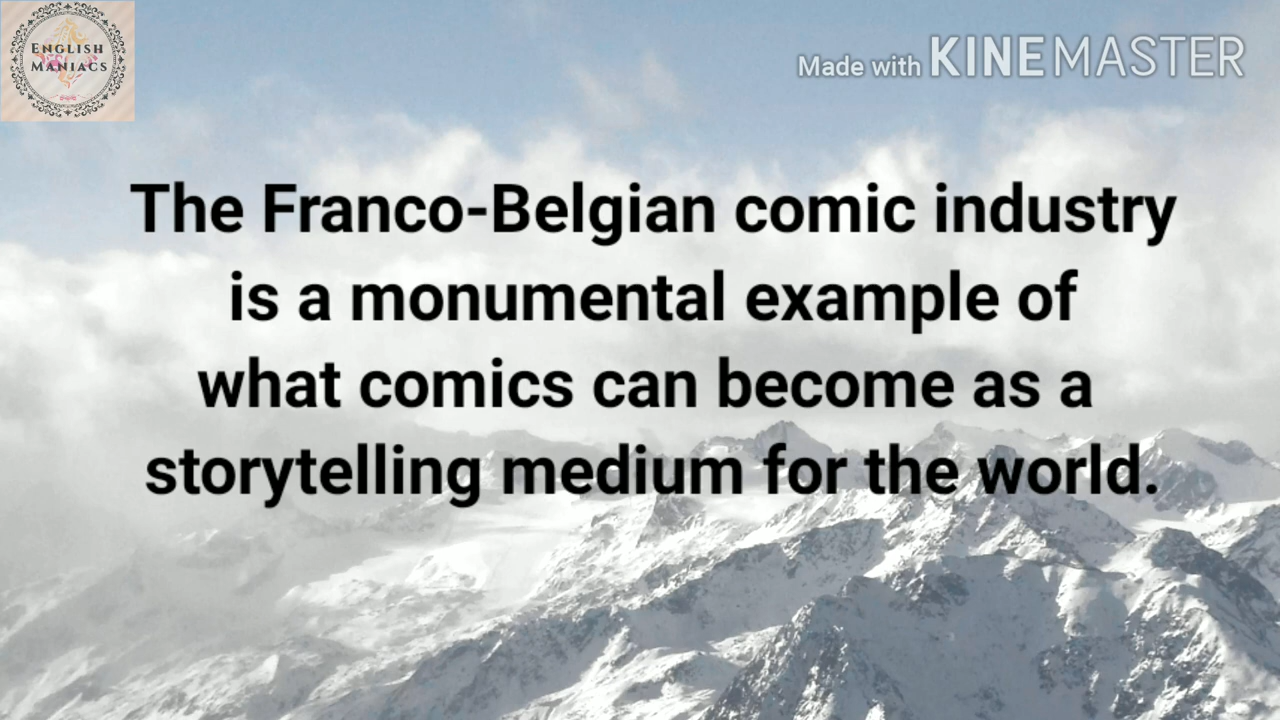 ENGLISH
MANIACS
Made with KINEMASTER
The Franco-Belgian comic industry
is a monumental example of
what comics can become as a
storytelling medium for the world.